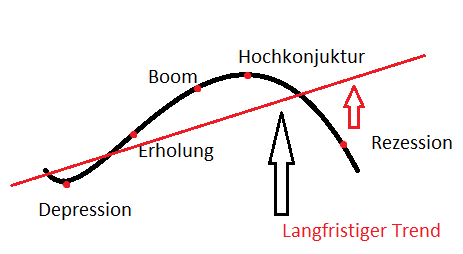 Hochkonjuktur
Boom
Erholung
Rezession
Depression
Langfristiger Trend